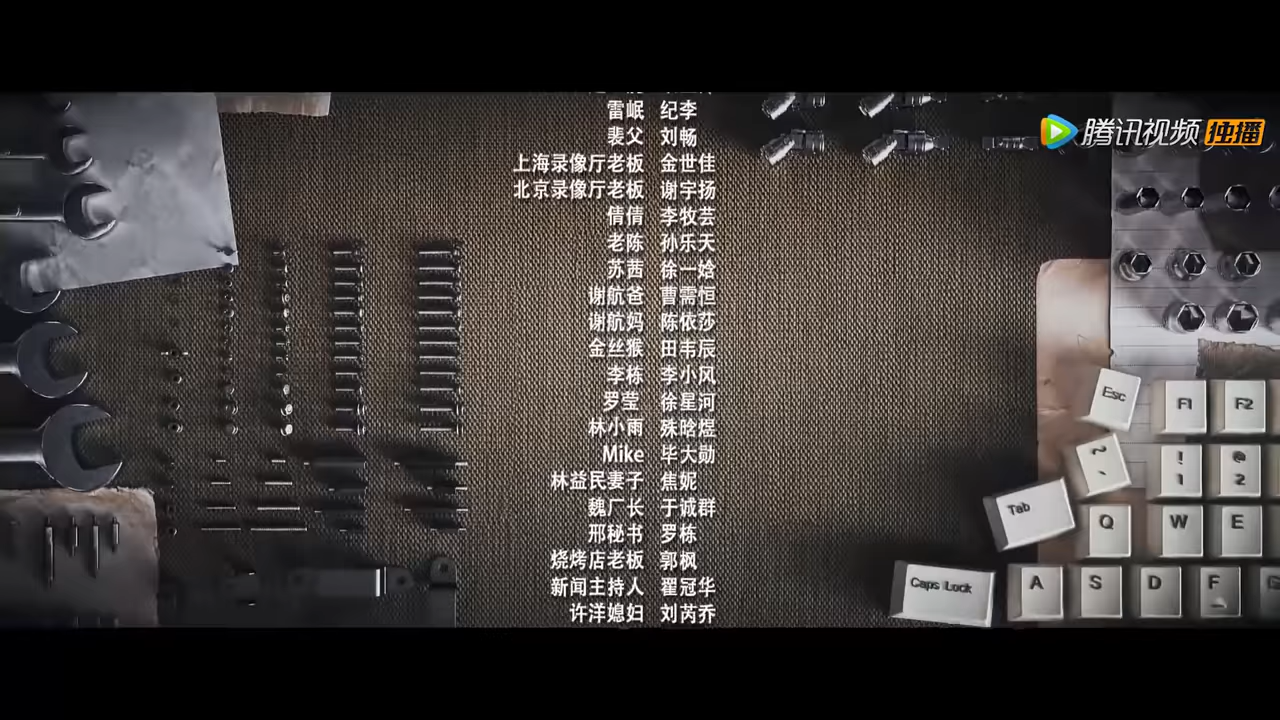 雷岷 纪李
裴父 刘畅
上海录像厅老板 金世佳
北京录像厅老板 谢宇扬
倩倩 李牧芸
老陈 孙乐天
苏茜 徐一焓
谢航爸 曹需恒
谢航妈 陈依莎
金丝猴 田韦辰
李栋 李小风
罗莹 徐星河
林小雨 殊晗煜
Mike 毕大勋
林益民妻子 焦妮
魏厂长 于诚群
邢秘书 罗栋
烧烤店老板 郭枫
新闻主持人 翟冠华
许洋媳妇 刘芮乔
腾讯视频 独播
Esc F1 F2
~ ` ! 1 @ 2
Tab Q W E
Caps Lock A S D F